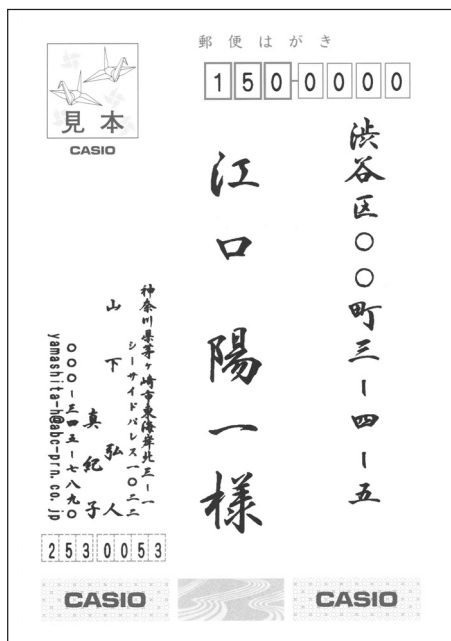 郵便はがき
150-0000
渋谷区〇〇町三ー四ー五
江口陽一様
見本
CASIO
神奈川県茅ヶ崎市東海岸北三ー一
シーサイドパレス一〇二二
山下弘人
真紀子
〇〇〇ー三四五ー七八九〇
yamashita-h@abc-prn.co.jp
2530053
CASIO
CASIO